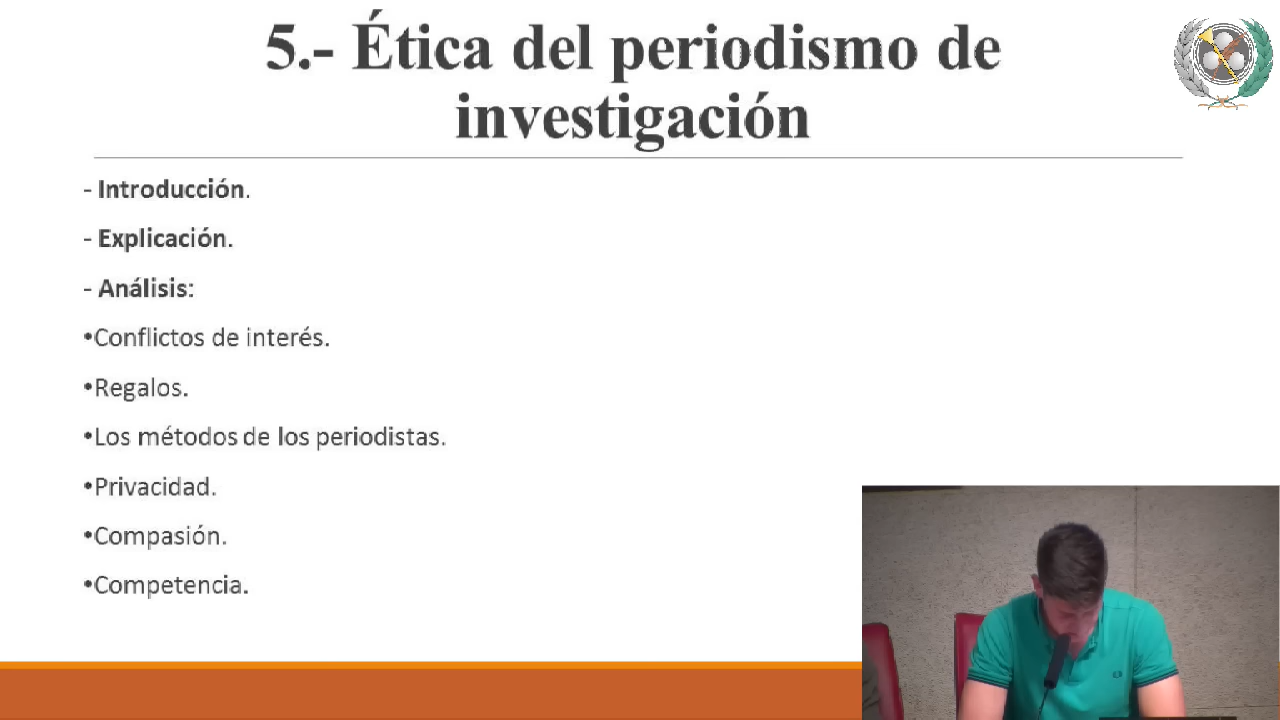 5.- Ética del periodismo de
investigación
- Introducción.
- Explicación.
- Análisis:
•Conflictos de interés.
•Regalos.
•Los métodos de los periodistas.
•Privacidad.
•Compasión.
•Competencia.